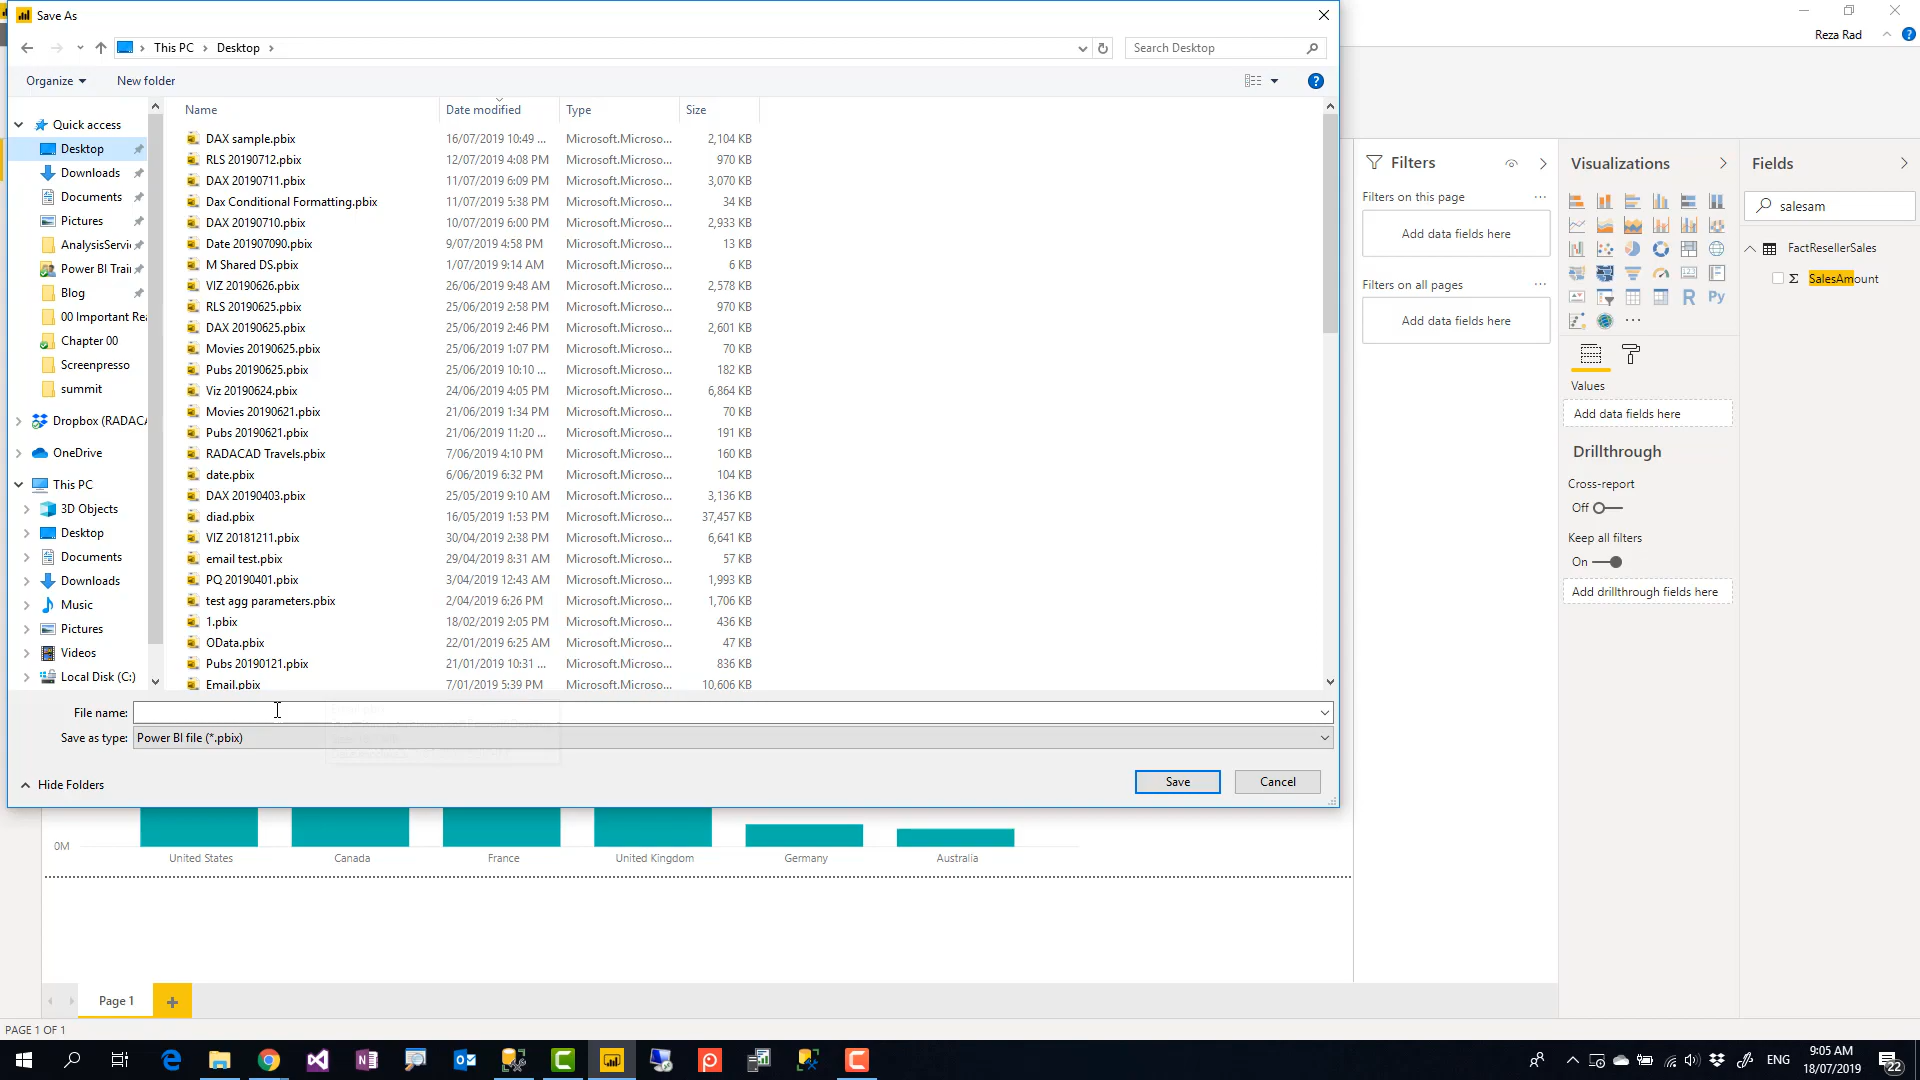 Save As
Reza Rad
This PC
Desktop
Search Desktop
Organize
New folder
Name
Date modified
Type
Size
Quick access
Desktop
Downloads
Documents
Pictures
AnalysisServi
Power BI Trai
Blog
00 Important Re
Chapter 00
Screenpresso
summit
Dropbox (RADACA
OneDrive
This PC
3D Objects
Desktop
Documents
Downloads
Music
Pictures
Videos
Local Disk (C:)
DAX sample.pbix 16/07/2019 10:49 ... Microsoft.Microso... 2,104 KB
RLS 20190712.pbix 12/07/2019 4:08 PM Microsoft.Microso... 970 KB
DAX 20190711.pbix 11/07/2019 6:09 PM Microsoft.Microso... 3,070 KB
Dax Conditional Formatting.pbix 11/07/2019 5:38 PM Microsoft.Microso... 34 KB
DAX 20190710.pbix 10/07/2019 6:00 PM Microsoft.Microso... 2,933 KB
Date 201907090.pbix 9/07/2019 4:58 PM Microsoft.Microso... 13 KB
M Shared DS.pbix 1/07/2019 9:14 AM Microsoft.Microso... 6 KB
VIZ 20190626.pbix 26/06/2019 9:48 AM Microsoft.Microso... 2,578 KB
RLS 20190625.pbix 25/06/2019 2:58 PM Microsoft.Microso... 970 KB
DAX 20190625.pbix 25/06/2019 2:46 PM Microsoft.Microso... 2,601 KB
Movies 20190625.pbix 25/06/2019 1:07 PM Microsoft.Microso... 70 KB
Pubs 20190625.pbix 25/06/2019 10:10 ... Microsoft.Microso... 182 KB
Viz 20190624.pbix 24/06/2019 4:05 PM Microsoft.Microso... 6,864 KB
Movies 20190621.pbix 21/06/2019 1:34 PM Microsoft.Microso... 70 KB
Pubs 20190621.pbix 21/06/2019 11:20 ... Microsoft.Microso... 191 KB
RADACAD Travels.pbix 7/06/2019 4:10 PM Microsoft.Microso... 160 KB
date.pbix 6/06/2019 6:32 PM Microsoft.Microso... 104 KB
DAX 20190403.pbix 25/05/2019 9:10 AM Microsoft.Microso... 3,136 KB
diad.pbix 16/05/2019 1:53 PM Microsoft.Microso... 37,457 KB
VIZ 20181211.pbix 30/04/2019 2:38 PM Microsoft.Microso... 6,641 KB
email test.pbix 29/04/2019 8:31 AM Microsoft.Microso... 57 KB
PQ 20190401.pbix 3/04/2019 12:43 AM Microsoft.Microso... 1,993 KB
test agg parameters.pbix 2/04/2019 6:26 PM Microsoft.Microso... 1,706 KB
1.pbix 18/02/2019 2:05 PM Microsoft.Microso... 436 KB
OData.pbix 22/01/2019 6:25 AM Microsoft.Microso... 47 KB
Pubs 20190121.pbix 21/01/2019 10:31 ... Microsoft.Microso... 836 KB
Email.pbix 7/01/2019 5:39 PM Microsoft.Microso... 10,606 KB
File name:
Save as type: Power BI file (*.pbix)
Hide Folders
Save
Cancel
Filters
Filters on this page
Add data fields here
Filters on all pages
Add data fields here
Visualizations
R Py
Values
Add data fields here
Drillthrough
Cross-report
Off
Keep all filters
On
Add drillthrough fields here
Fields
salesam
FactResellerSales
Σ SalesAmount
0M
United States Canada France United Kingdom Germany Australia
Page 1
PAGE 1 OF 1
ENG
9:05 AM
18/07/2019
22